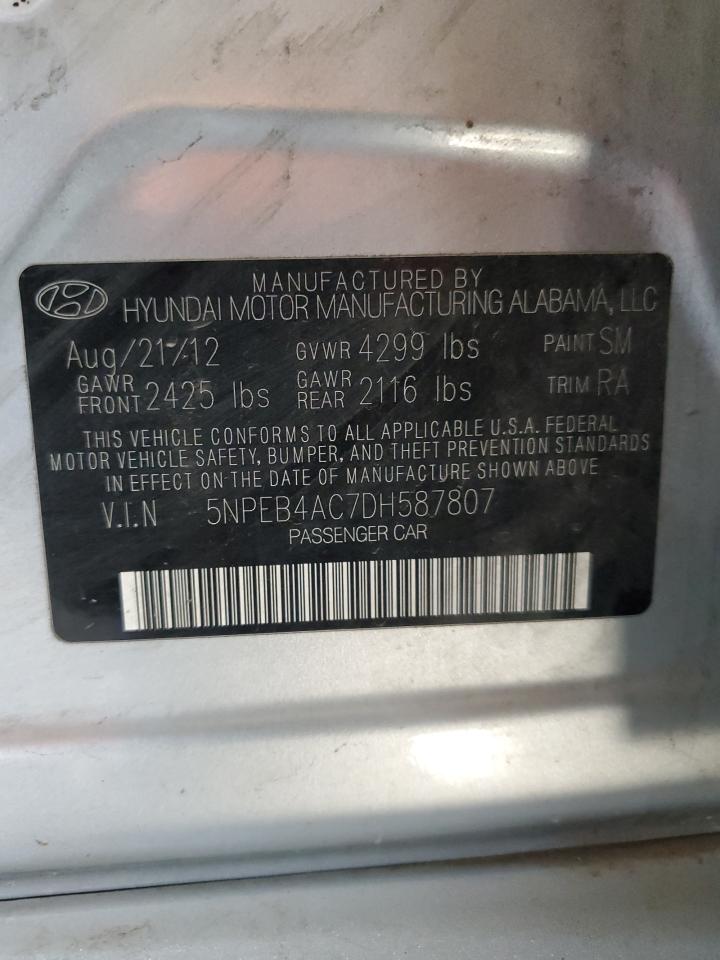 MANUFACTURED BY
HYUNDAI MOTOR MANUFACTURING ALABAMA, LLC
Aug/21/12 GVWR 4299 lbs PAINT SM
GAWR FRONT 2425 lbs GAWR REAR 2116 lbs TRIM RA
THIS VEHICLE CONFORMS TO ALL APPLICABLE U.S.A. FEDERAL
MOTOR VEHICLE SAFETY, BUMPER, AND THEFT PREVENTION STANDARDS
IN EFFECT ON THE DATE OF MANUFACTURE SHOWN ABOVE
V.I.N 5NPEB4AC7DH587807
PASSENGER CAR